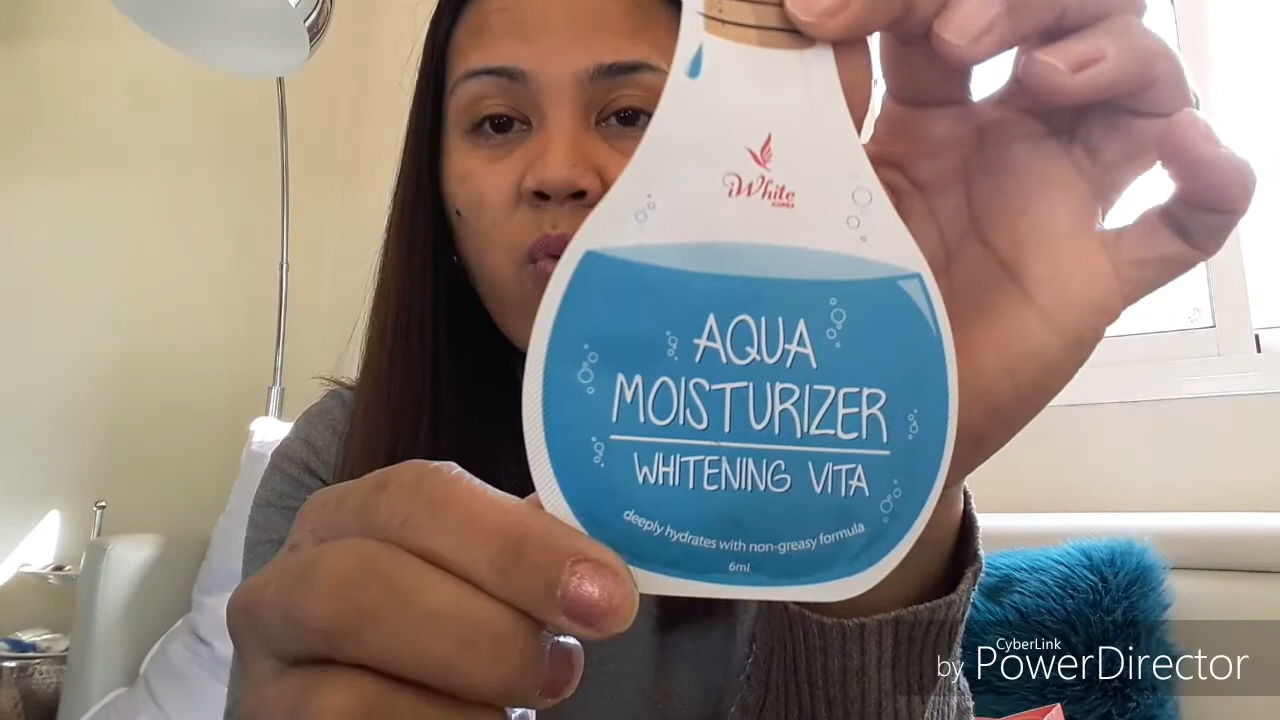 iWhite
KOREA
AQUA
MOISTURIZER
WHITENING VITA
deeply hydrates with non-greasy formula
6ml
CyberLink
by PowerDirector